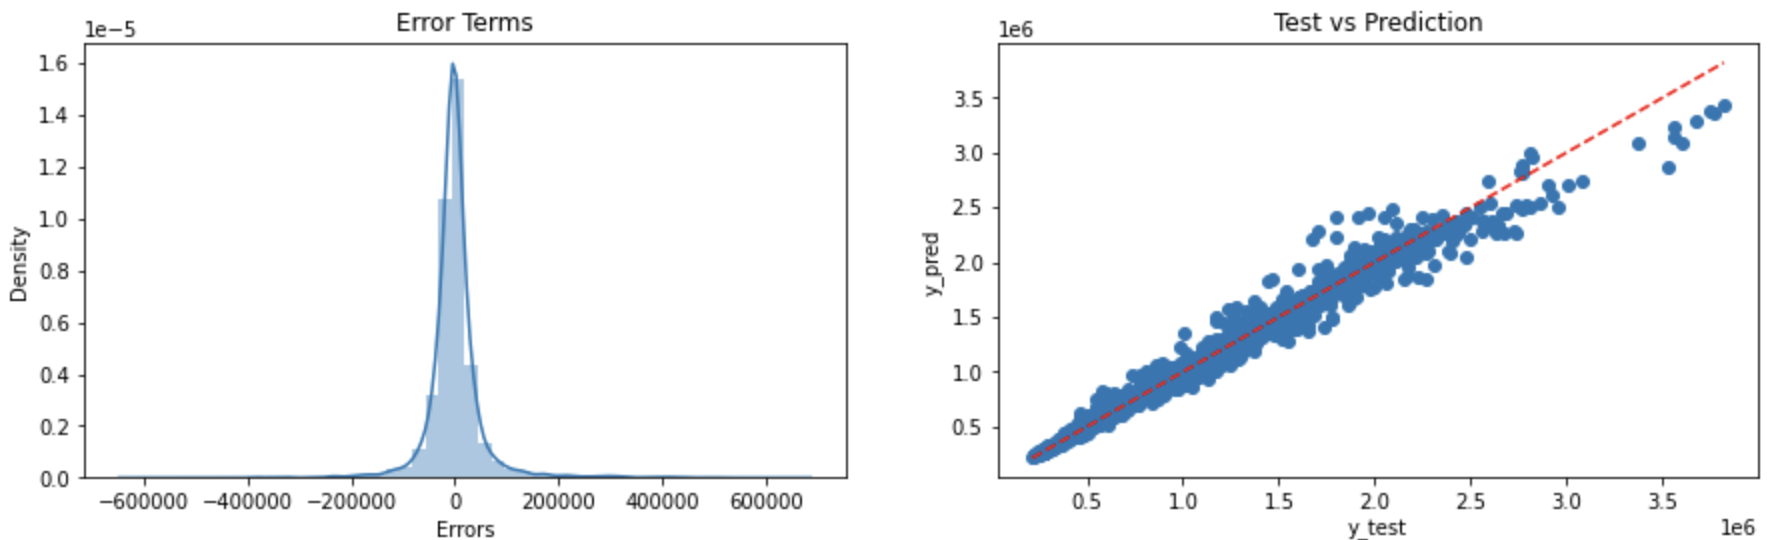 Error Terms
1e−5
1.6
1.4
1.2
1.0
0.8
0.6
0.4
0.2
0.0
Density
−600000 −400000 −200000 0 200000 400000 600000
Errors
Test vs Prediction
1e6
3.5
3.0
2.5
2.0
1.5
1.0
0.5
y_pred
0.5 1.0 1.5 2.0 2.5 3.0 3.5
y_test
1e6